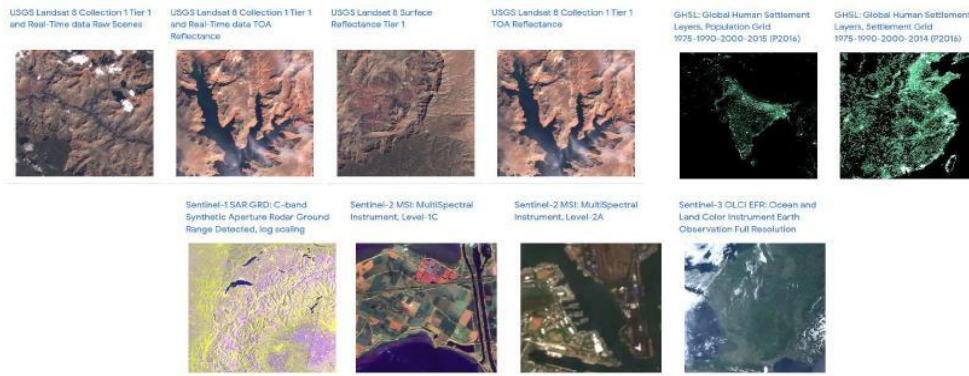 USGS Landsat 8 Collection 1 Tier 1
and Real-Time data Raw Scenes
USGS Landsat 8 Collection 1 Tier 1
and Real-Time data TOA
Reflectance
USGS Landsat 8 Surface
Reflectance Tier 1
USGS Landsat 8 Collection 1 Tier 1
TOA Reflectance
GHSL: Global Human Settlement
Layers, Population Grid
1975-1990-2000-2015 (P2016)
GHSL: Global Human Settlement
Layers, Settlement Grid
1975-1990-2000-2014 (P2016)
Sentinel-1 SAR GRD: C-band
Synthetic Aperture Radar Ground
Range Detected, log scaling
Sentinel-2 MSI: MultiSpectral
Instrument, Level-1C
Sentinel-2 MSI: MultiSpectral
Instrument, Level-2A
Sentinel-3 OLCI EFR: Ocean and
Land Color Instrument Earth
Observation Full Resolution